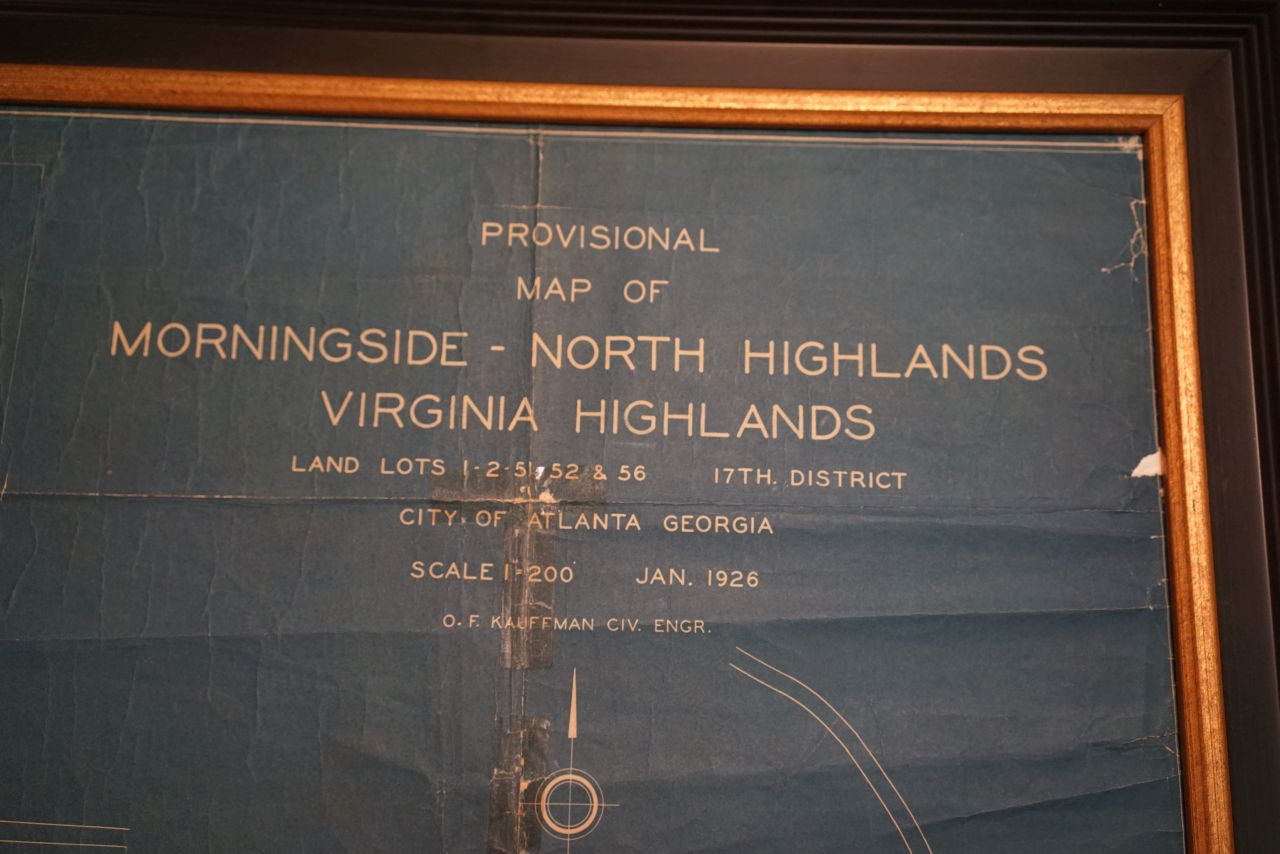 PROVISIONAL
MAP OF
MORNINGSIDE - NORTH HIGHLANDS
VIRGINIA HIGHLANDS
LAND LOTS 1-2-51, 52 & 56 17TH. DISTRICT
CITY OF ATLANTA GEORGIA
SCALE 1-200 JAN. 1926
O. F. KAUFFMAN CIV. ENGR.